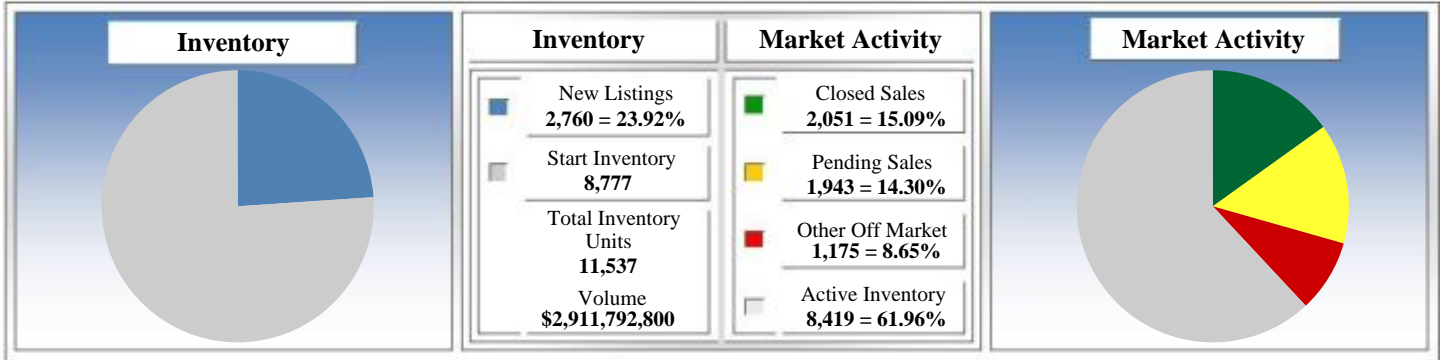 Inventory
Inventory
Market Activity
New Listings
2,760 = 23.92%
Start Inventory
8,777
Total Inventory
Units
11,537
Volume
$2,911,792,800
Closed Sales
2,051 = 15.09%
Pending Sales
1,943 = 14.30%
Other Off Market
1,175 = 8.65%
Active Inventory
8,419 = 61.96%
Market Activity